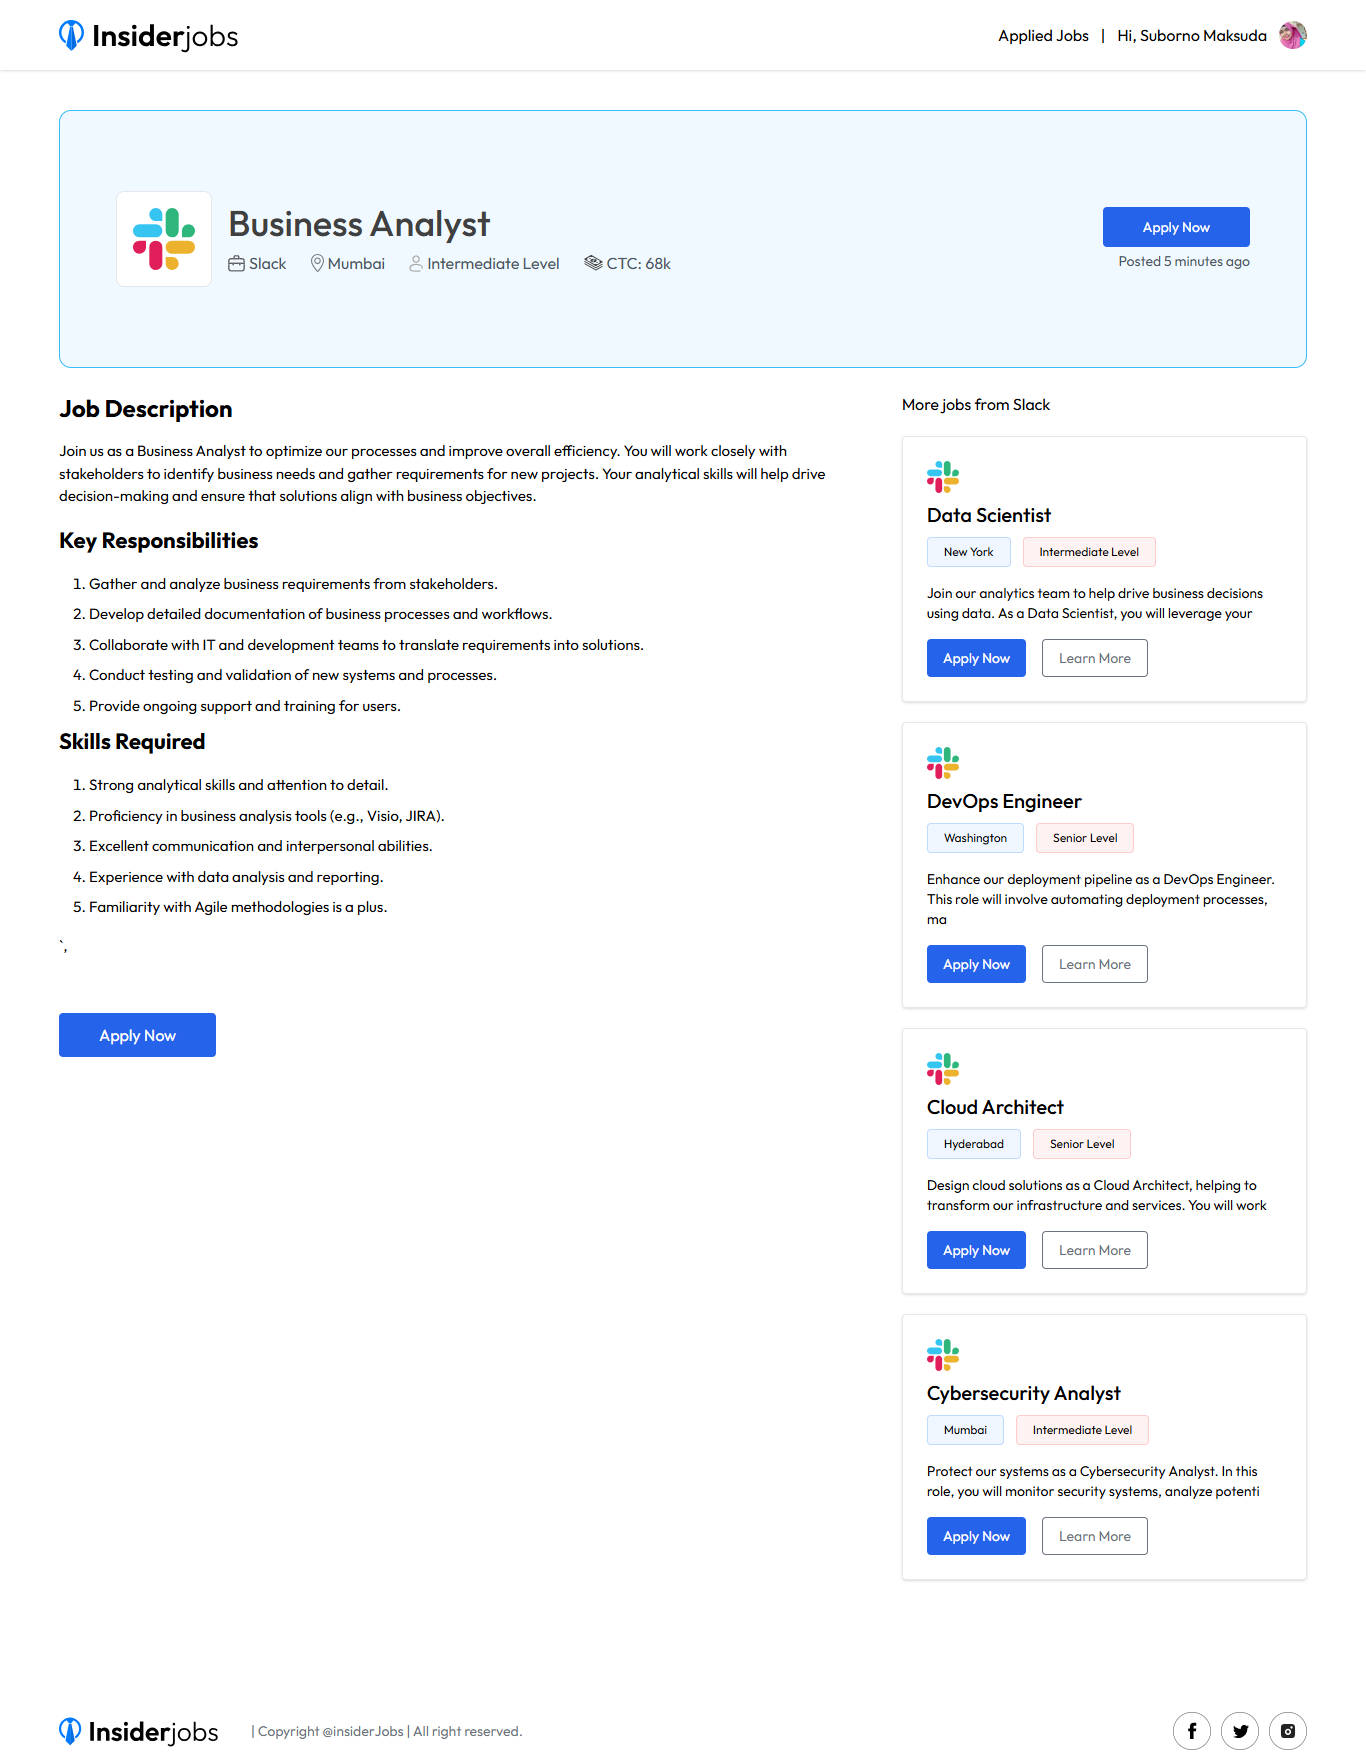 Insiderjobs
Applied Jobs | Hi, Suborno Maksuda
Business Analyst
Slack Mumbai Intermediate Level CTC: 68k
Apply Now
Posted 5 minutes ago
Job Description
Join us as a Business Analyst to optimize our processes and improve overall efficiency. You will work closely with
stakeholders to identify business needs and gather requirements for new projects. Your analytical skills will help drive
decision-making and ensure that solutions align with business objectives.
Key Responsibilities
1. Gather and analyze business requirements from stakeholders.
2. Develop detailed documentation of business processes and workflows.
3. Collaborate with IT and development teams to translate requirements into solutions.
4. Conduct testing and validation of new systems and processes.
5. Provide ongoing support and training for users.
Skills Required
1. Strong analytical skills and attention to detail.
2. Proficiency in business analysis tools (e.g., Visio, JIRA).
3. Excellent communication and interpersonal abilities.
4. Experience with data analysis and reporting.
5. Familiarity with Agile methodologies is a plus.
`,
Apply Now
More jobs from Slack
Data Scientist
New York Intermediate Level
Join our analytics team to help drive business decisions
using data. As a Data Scientist, you will leverage your
Apply Now Learn More
DevOps Engineer
Washington Senior Level
Enhance our deployment pipeline as a DevOps Engineer.
This role will involve automating deployment processes,
ma
Apply Now Learn More
Cloud Architect
Hyderabad Senior Level
Design cloud solutions as a Cloud Architect, helping to
transform our infrastructure and services. You will work
Apply Now Learn More
Cybersecurity Analyst
Mumbai Intermediate Level
Protect our systems as a Cybersecurity Analyst. In this
role, you will monitor security systems, analyze potenti
Apply Now Learn More
Insiderjobs | Copyright @insiderJobs | All right reserved.